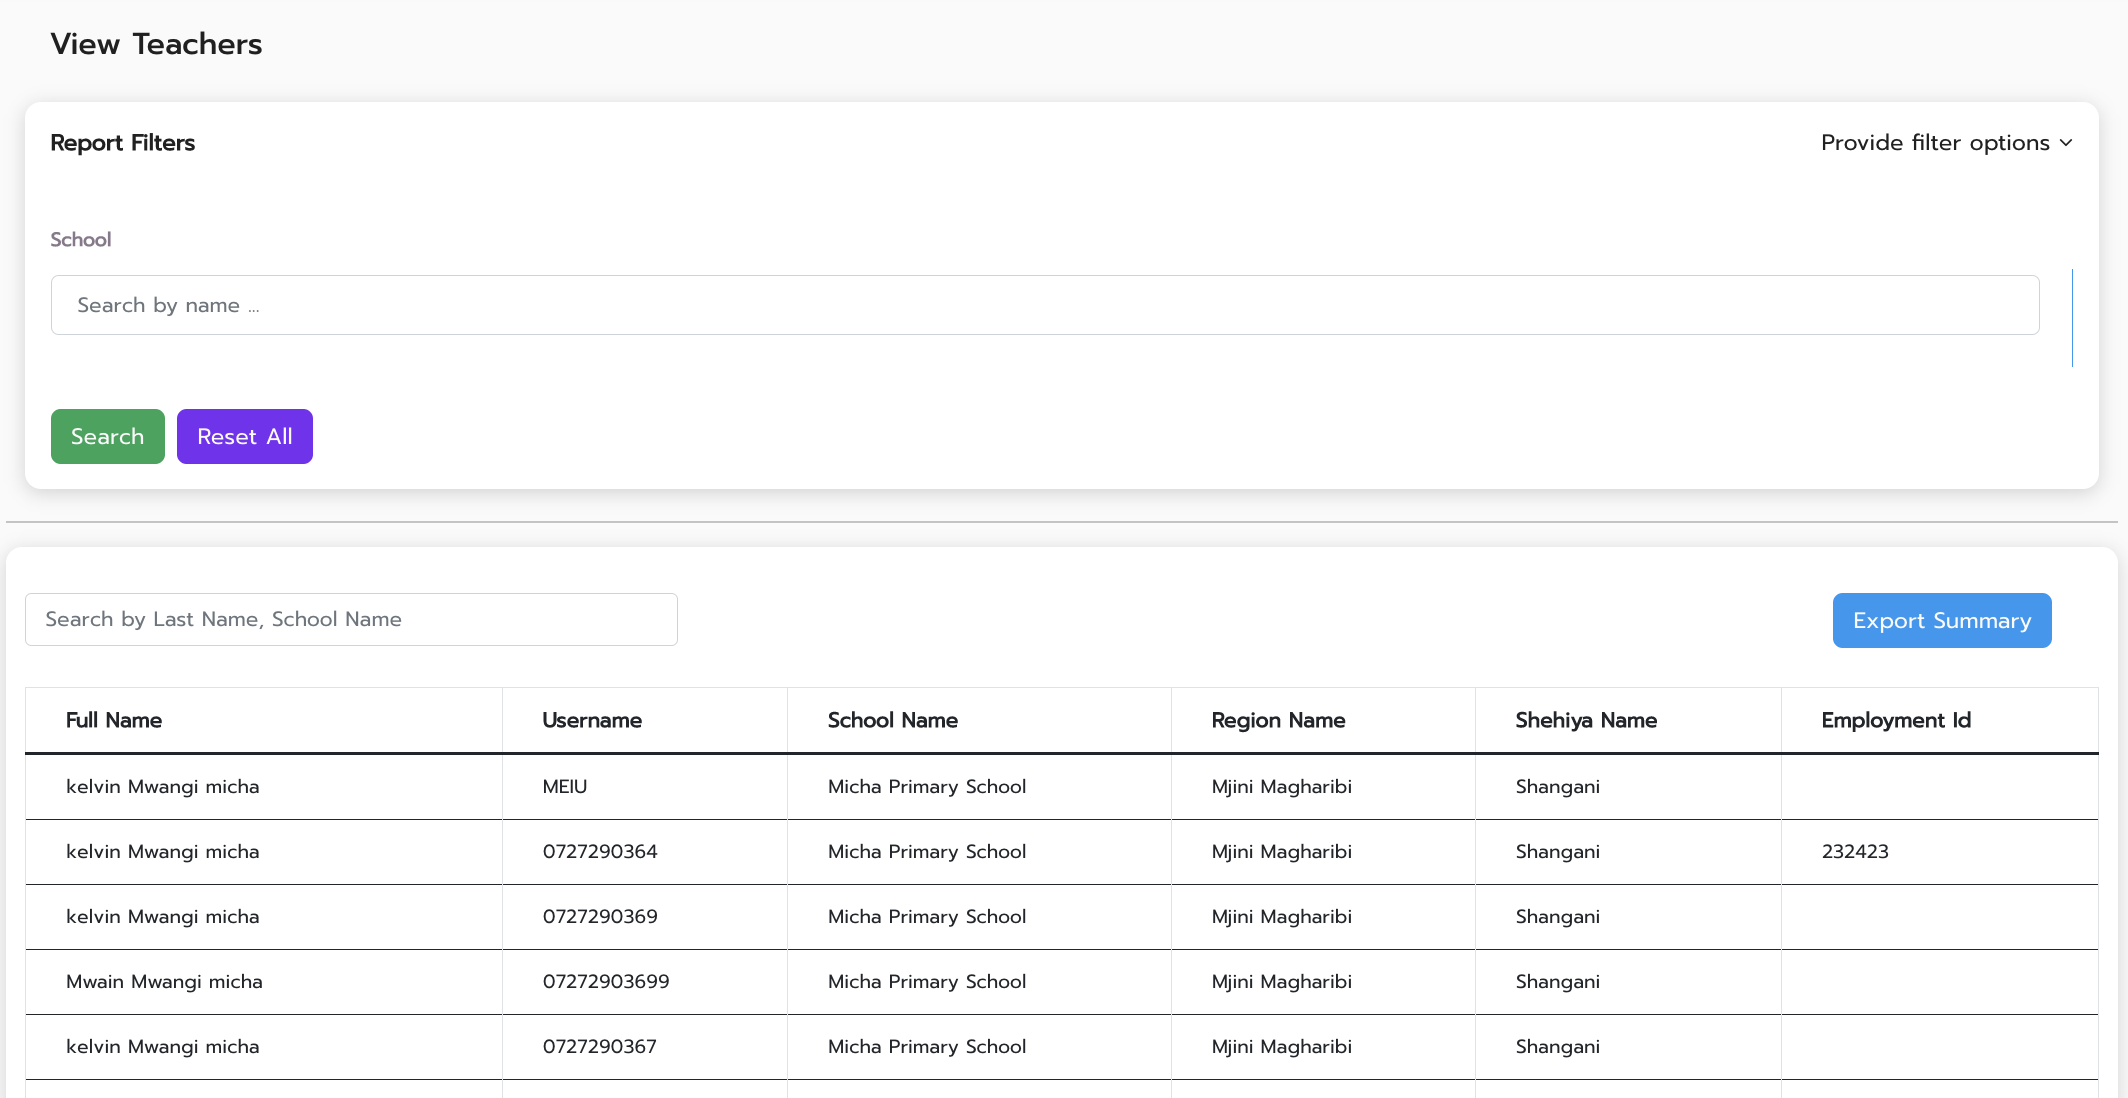 View Teachers
Report Filters
Provide filter options
School
Search by name ...
Search
Reset All
Search by Last Name, School Name
Export Summary
Full Name Username School Name Region Name Shehiya Name Employment Id
kelvin Mwangi micha MEIU Micha Primary School Mjini Magharibi Shangani
kelvin Mwangi micha 0727290364 Micha Primary School Mjini Magharibi Shangani 232423
kelvin Mwangi micha 0727290369 Micha Primary School Mjini Magharibi Shangani
Mwain Mwangi micha 07272903699 Micha Primary School Mjini Magharibi Shangani
kelvin Mwangi micha 0727290367 Micha Primary School Mjini Magharibi Shangani